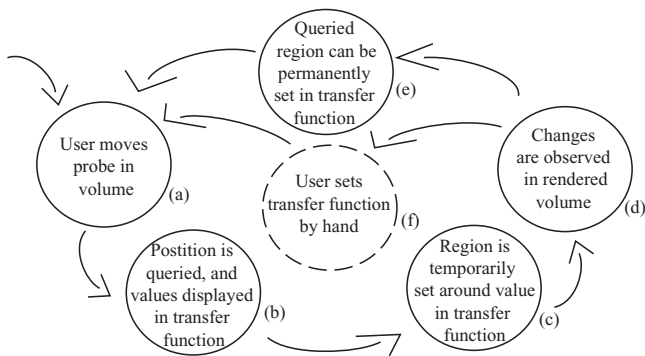 Queried
region can be
permanently
set in transfer
function
(e)
User moves
probe in
volume
(a)
Changes
are observed
in rendered
volume
(d)
User sets
transfer function
by hand
(f)
Postition is
queried, and
values displayed
in transfer
function
(b)
Region is
temporarily
set around value
in transfer
function
(c)